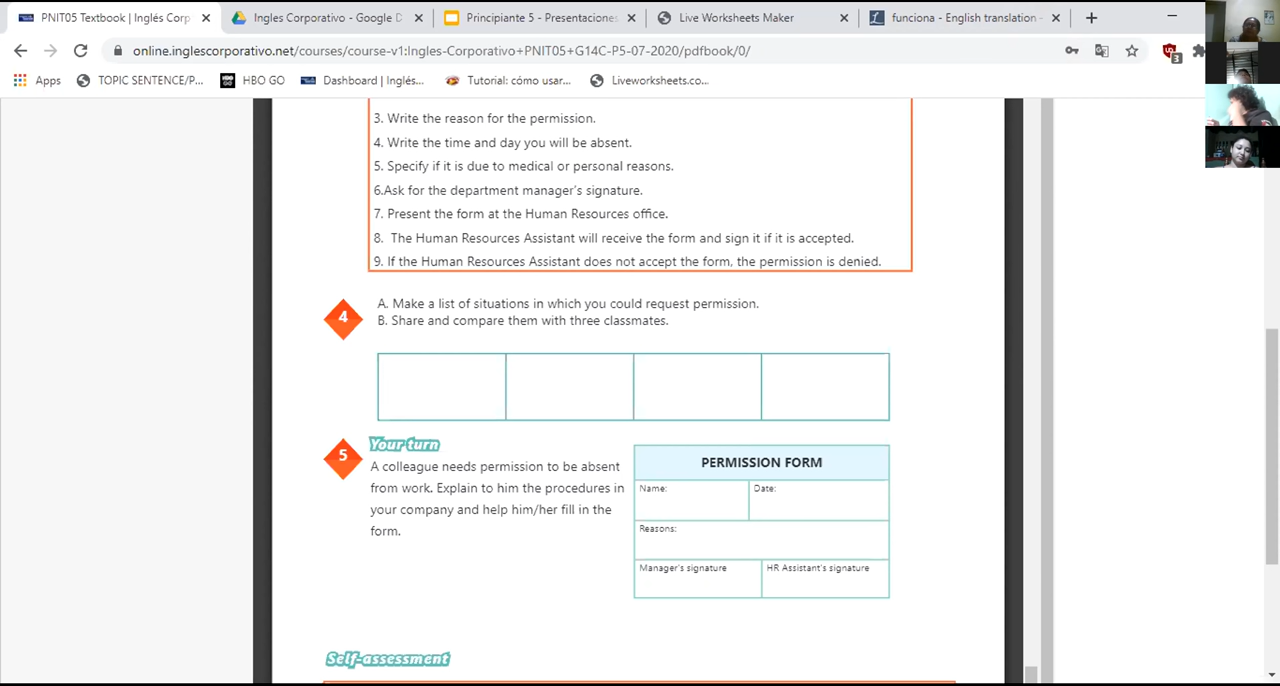 PNIT05 Textbook | Inglés Corp
Ingles Corporativo - Google D
Principiante 5 - Presentaciones
Live Worksheets Maker
funciona - English translation -
online.inglescorporativo.net/courses/course-v1:Ingles-Corporativo+PNIT05+G14C-P5-07-2020/pdfbook/0/
3
Apps
TOPIC SENTENCE/P...
HBO GO
Dashboard | Inglés...
Tutorial: cómo usar...
Liveworksheets.co...
3. Write the reason for the permission.
4. Write the time and day you will be absent.
5. Specify if it is due to medical or personal reasons.
6.Ask for the department manager's signature.
7. Present the form at the Human Resources office.
8. The Human Resources Assistant will receive the form and sign it if it is accepted.
9. If the Human Resources Assistant does not accept the form, the permission is denied.
4
A. Make a list of situations in which you could request permission.
B. Share and compare them with three classmates.
5
Your turn
A colleague needs permission to be absent
from work. Explain to him the procedures in
your company and help him/her fill in the
form.
PERMISSION FORM
Name:
Date:
Reasons:
Manager's signature
HR Assistant's signature
Self-assessment